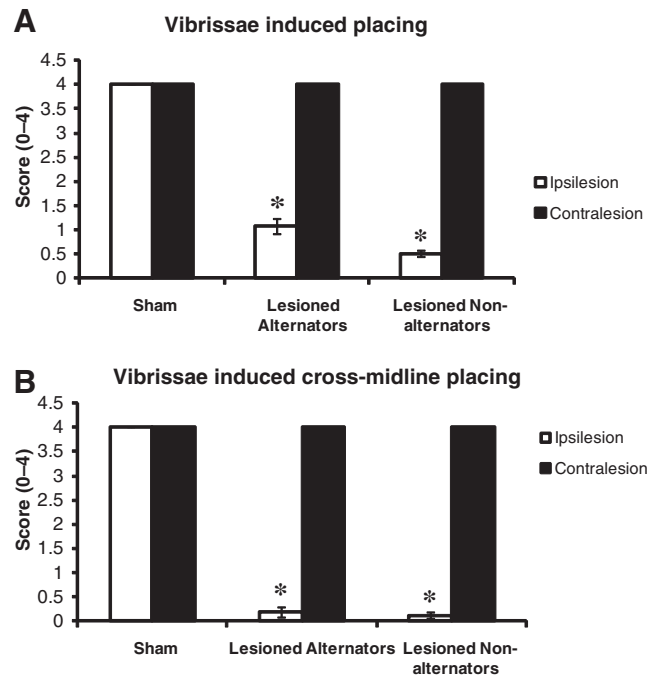 A
Vibrissae induced placing
4.5
4
3.5
3
2.5
2
1.5
1
0.5
0
Score (0–4)
*
*
Ipsilesion
Contralesion
Sham
Lesioned
Alternators
Lesioned Non-
alternators
B
Vibrissae induced cross-midline placing
4.5
4
3.5
3
2.5
2
1.5
1
0.5
0
Score (0–4)
*
*
Ipsilesion
Contralesion
Sham
Lesioned Alternators
Lesioned Non-
alternators